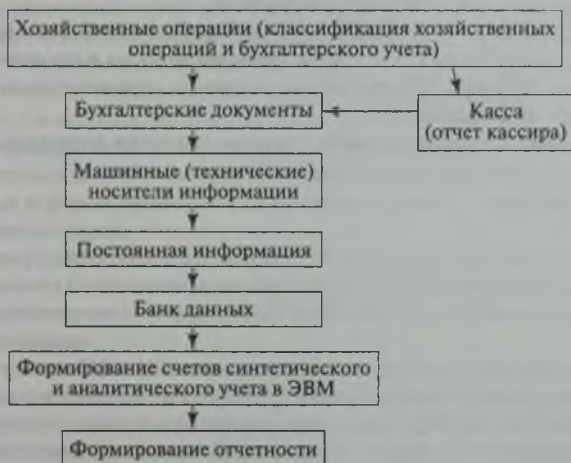 Хозяйственные операции (классификация хозяйственных
операций и бухгалтерского учета)
Бухгалтерские документы
Касса
(отчет кассира)
Машинные (технические)
носители информации
Постоянная информация
Банк данных
Формирование счетов синтетического
и аналитического учета в ЭВМ
Формирование отчетности